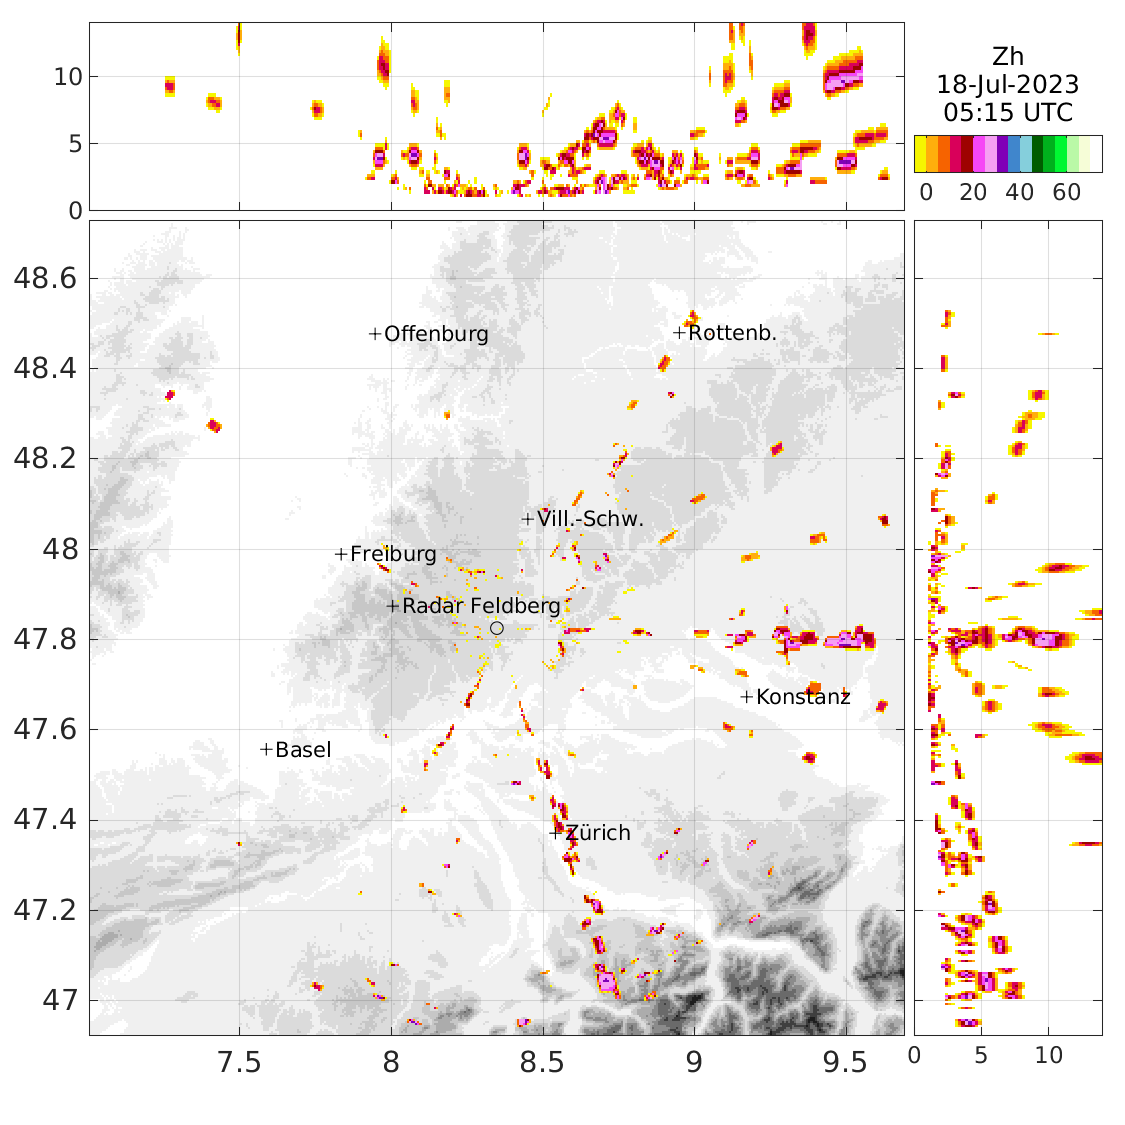 Zh
18-Jul-2023
05:15 UTC
0 20 40 60
10
5
0
48.6
48.4
48.2
48
47.8
47.6
47.4
47.2
47
Offenburg
Rottenb.
Vill.-Schw.
Freiburg
Radar Feldberg
Konstanz
Basel
Zürich
7.5 8 8.5 9 9.5
0 5 10